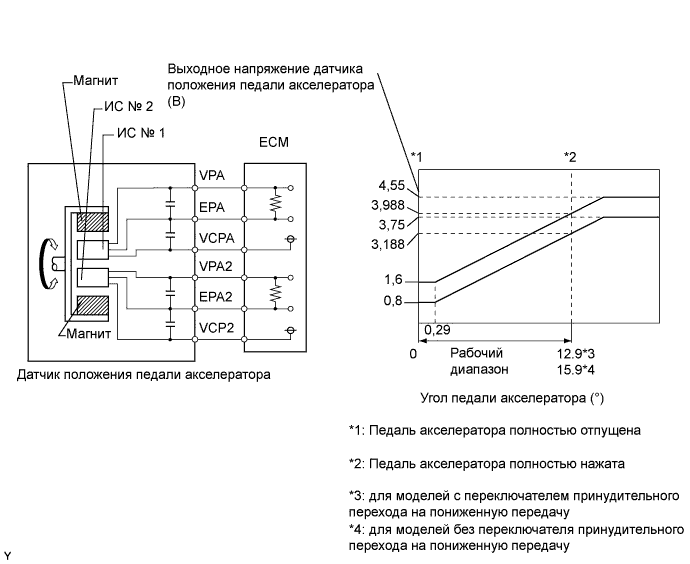 Магнит
ИС № 2
ИС № 1
ECM
VPA
EPA
VCPA
VPA2
EPA2
VCP2
Магнит
Датчик положения педали акселератора
Выходное напряжение датчика
положения педали акселератора
(В)
*1
*2
4,55
3,988
3,75
3,188
1,6
0,8
0,29
0
Рабочий
диапазон
12.9*3
15.9*4
Угол педали акселератора (°)
*1: Педаль акселератора полностью отпущена
*2: Педаль акселератора полностью нажата
*3: для моделей с переключателем принудительного
перехода на пониженную передачу
*4: для моделей без переключателя принудительного
перехода на пониженную передачу
Y